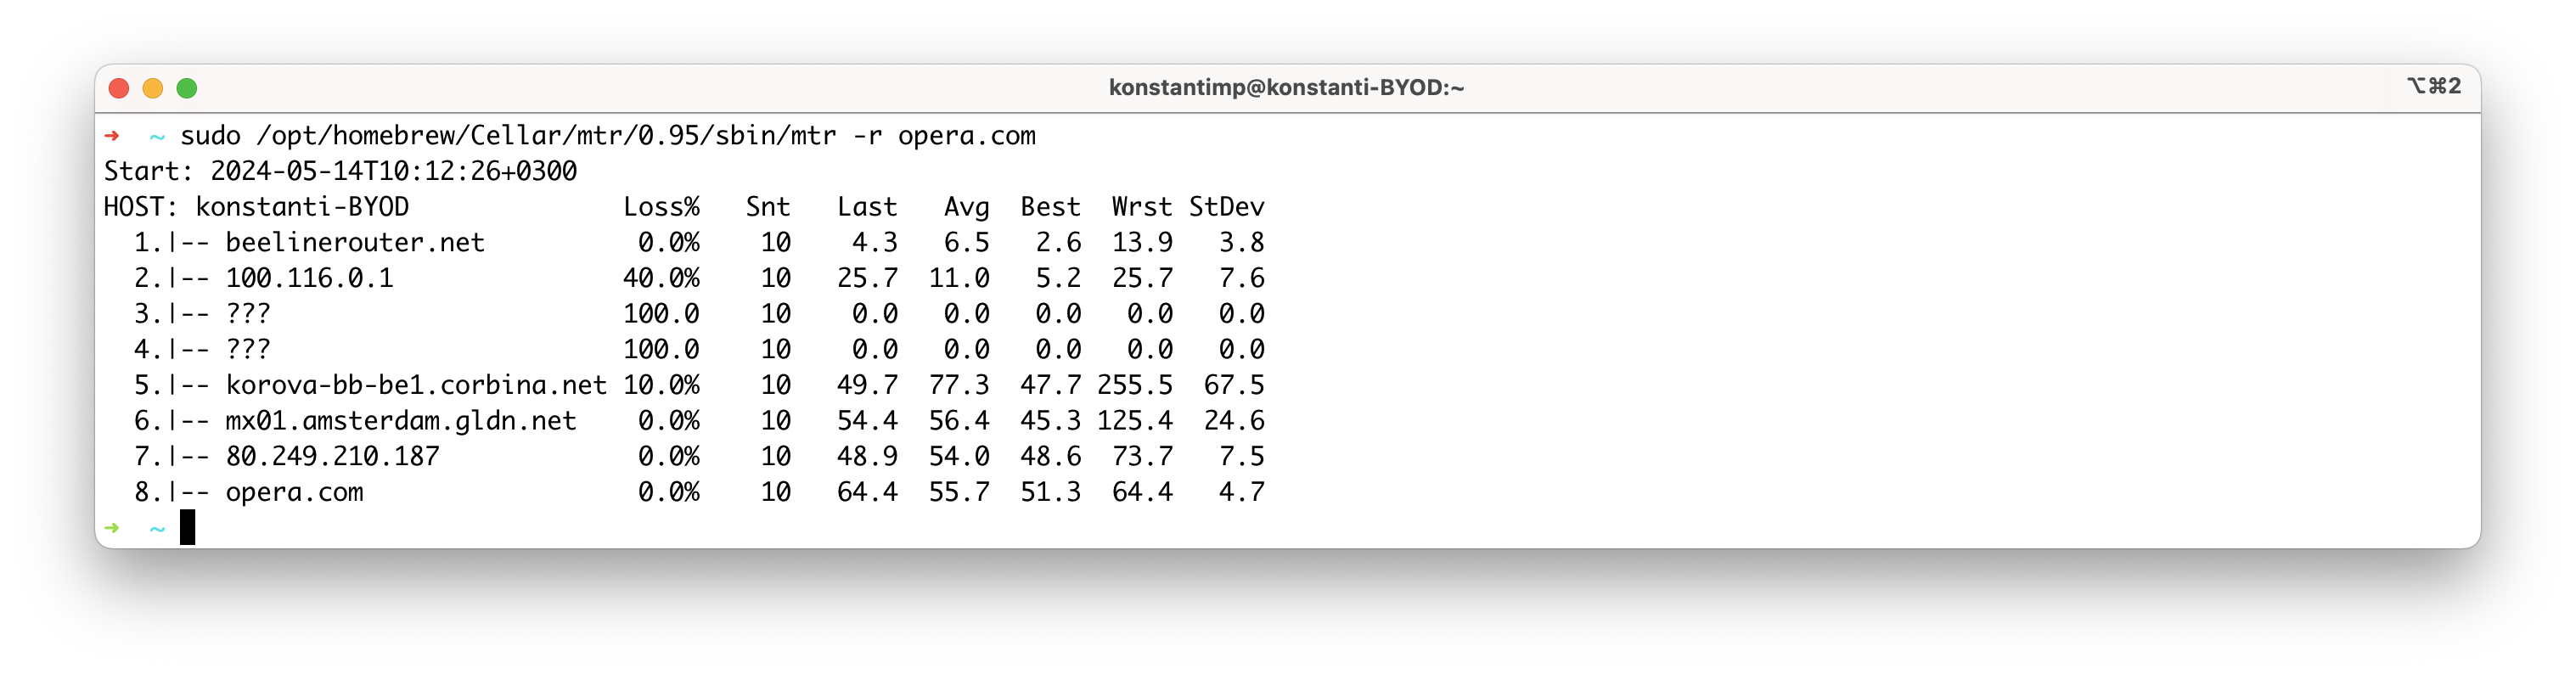 konstantimp@konstanti-BYOD:~ ⌥⌘2
➜ ~ sudo /opt/homebrew/Cellar/mtr/0.95/sbin/mtr -r opera.com
Start: 2024-05-14T10:12:26+0300
HOST: konstanti-BYOD Loss% Snt Last Avg Best Wrst StDev
1.|-- beelinerouter.net 0.0% 10 4.3 6.5 2.6 13.9 3.8
2.|-- 100.116.0.1 40.0% 10 25.7 11.0 5.2 25.7 7.6
3.|-- ??? 100.0 10 0.0 0.0 0.0 0.0 0.0
4.|-- ??? 100.0 10 0.0 0.0 0.0 0.0 0.0
5.|-- korova-bb-be1.corbina.net 10.0% 10 49.7 77.3 47.7 255.5 67.5
6.|-- mx01.amsterdam.gldn.net 0.0% 10 54.4 56.4 45.3 125.4 24.6
7.|-- 80.249.210.187 0.0% 10 48.9 54.0 48.6 73.7 7.5
8.|-- opera.com 0.0% 10 64.4 55.7 51.3 64.4 4.7
➜ ~